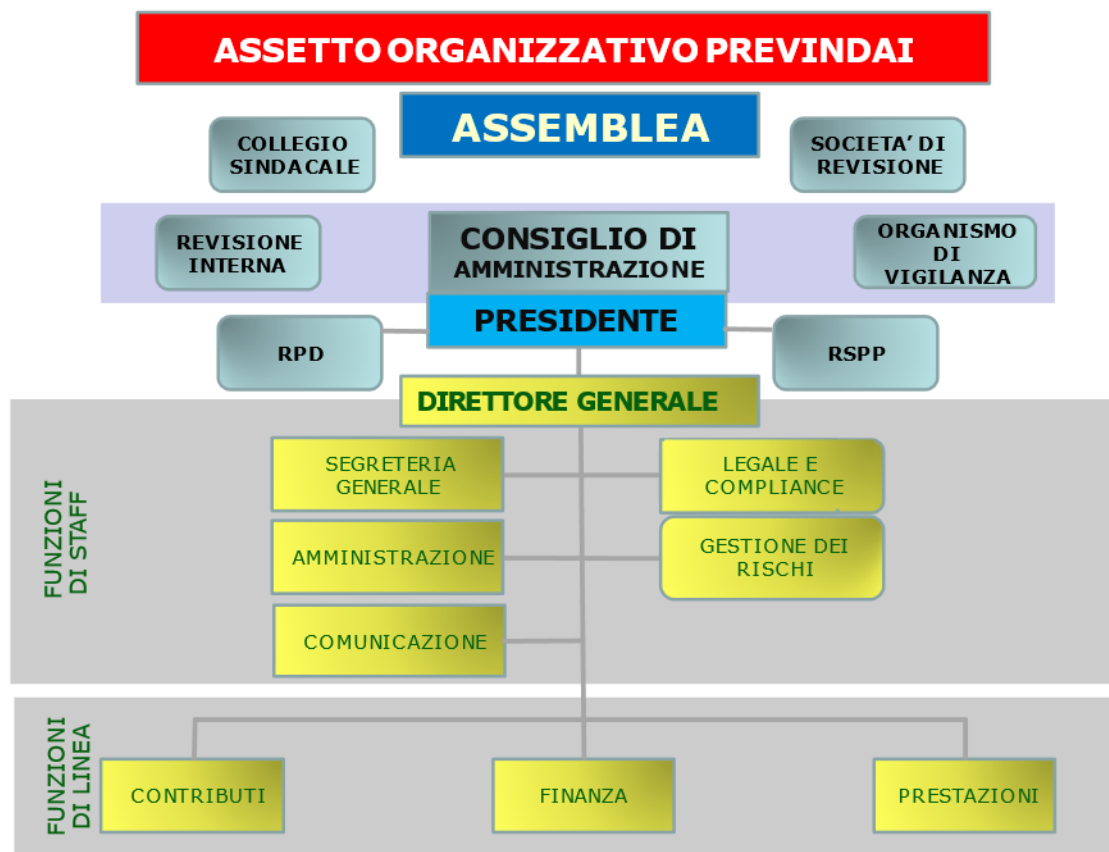 ASSETTO ORGANIZZATIVO PREVINDAI
ASSEMBLEA
COLLEGIO
SINDACALE
SOCIETA’ DI
REVISIONE
REVISIONE
INTERNA
CONSIGLIO DI
AMMINISTRAZIONE
ORGANISMO
DI
VIGILANZA
PRESIDENTE
RPD
RSPP
DIRETTORE GENERALE
FUNZIONI
DI STAFF
SEGRETERIA
GENERALE
LEGALE E
COMPLIANCE
AMMINISTRAZIONE
GESTIONE DEI
RISCHI
COMUNICAZIONE
FUNZIONI
DI LINEA
CONTRIBUTI
FINANZA
PRESTAZIONI